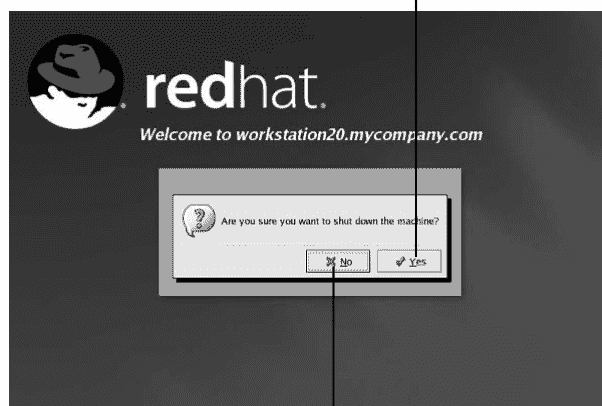 redhat.
Welcome to workstation20.mycompany.com
Are you sure you want to shut down the machine?
No
Yes